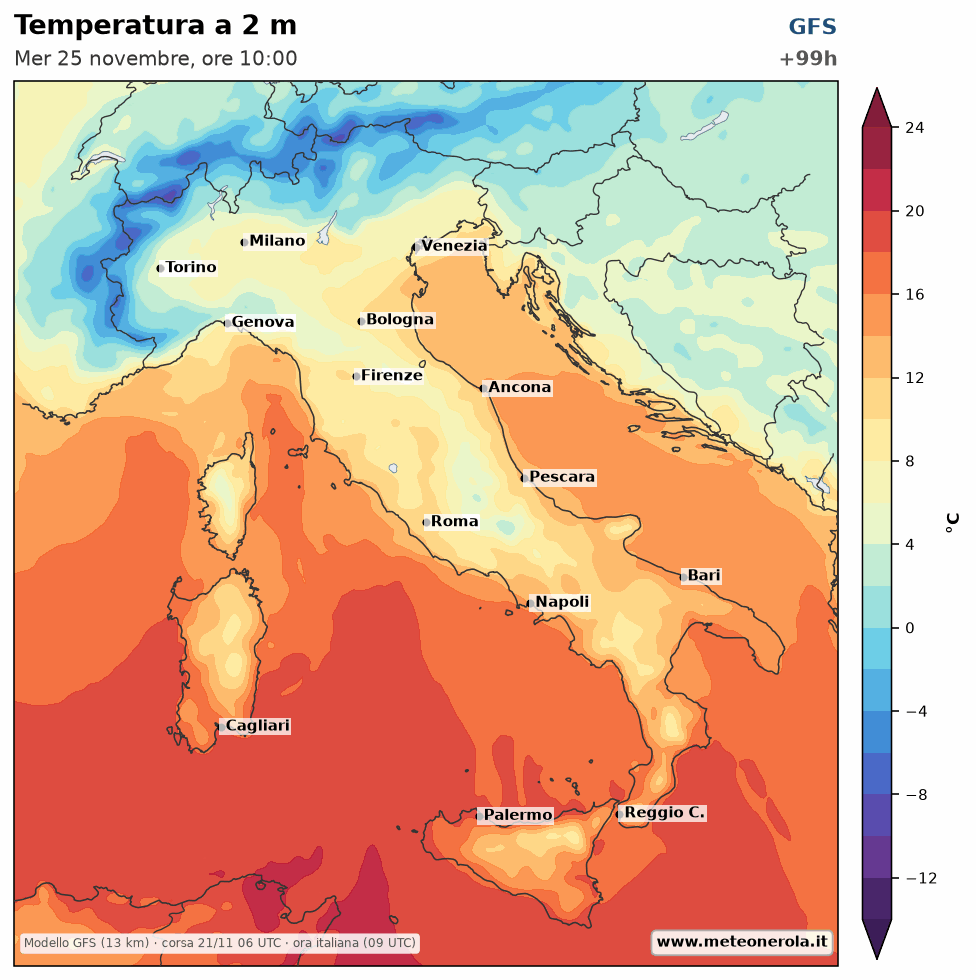 Temperatura a 2 m
GFS
Mer 25 novembre, ore 10:00
+99h
Milano
Venezia
Torino
Genova
Bologna
Firenze
Ancona
Pescara
Roma
Bari
Napoli
Cagliari
Palermo
Reggio C.
24
20
16
12
8
4
0
−4
−8
−12
°C
Modello GFS (13 km) · corsa 21/11 06 UTC · ora italiana (09 UTC)
www.meteonerola.it